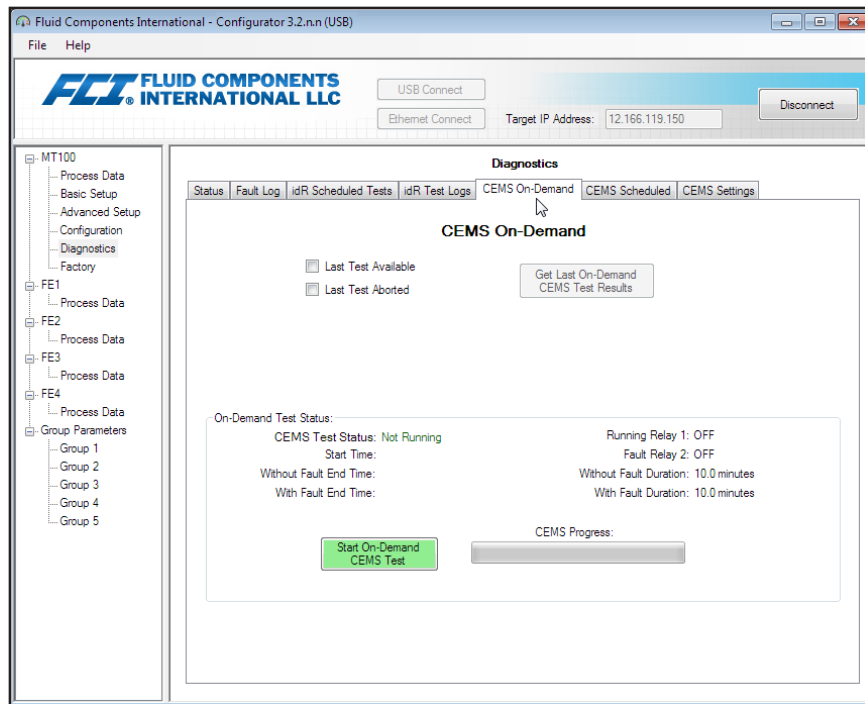 Fluid Components International - Configurator 3.2.n.n (USB)
File Help
FCI® FLUID COMPONENTS
INTERNATIONAL LLC
USB Connect
Ethernet Connect
Target IP Address: 12.166.119.150
Disconnect
MT100
Process Data
Basic Setup
Advanced Setup
Configuration
Diagnostics
Factory
FE1
Process Data
FE2
Process Data
FE3
Process Data
FE4
Process Data
Group Parameters
Group 1
Group 2
Group 3
Group 4
Group 5
Diagnostics
Status Fault Log idR Scheduled Tests idR Test Logs CEMS On-Demand CEMS Scheduled CEMS Settings
CEMS On-Demand
Last Test Available
Last Test Aborted
Get Last On-Demand
CEMS Test Results
On-Demand Test Status:
CEMS Test Status: Not Running
Start Time:
Without Fault End Time:
With Fault End Time:
Running Relay 1: OFF
Fault Relay 2: OFF
Without Fault Duration: 10.0 minutes
With Fault Duration: 10.0 minutes
Start On-Demand
CEMS Test
CEMS Progress: